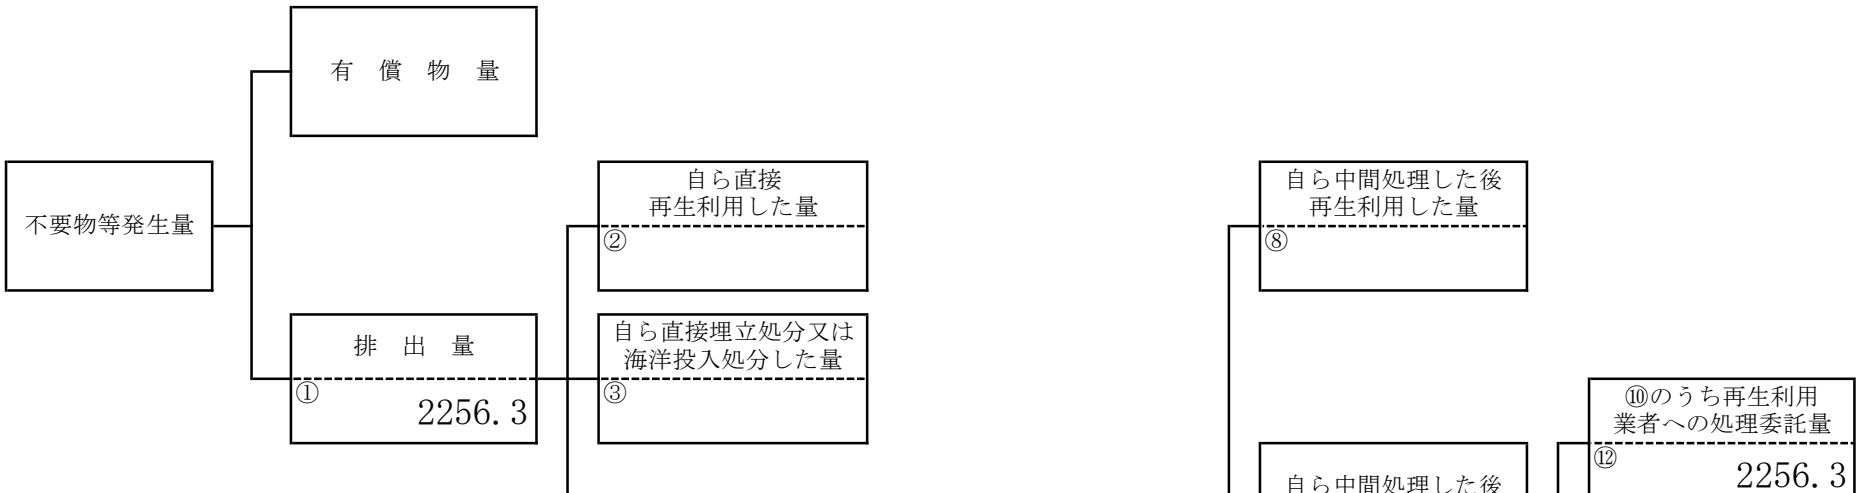 有　償　物　量
不要物等発生量
自ら直接
再生利用した量
②
自ら中間処理した後
再生利用した量
⑧
排　出　量
①
2256.3
自ら直接埋立処分又は
海洋投入処分した量
③
⑩のうち再生利用
業者への処理委託量
⑫
2256.3
自ら中間処理した後